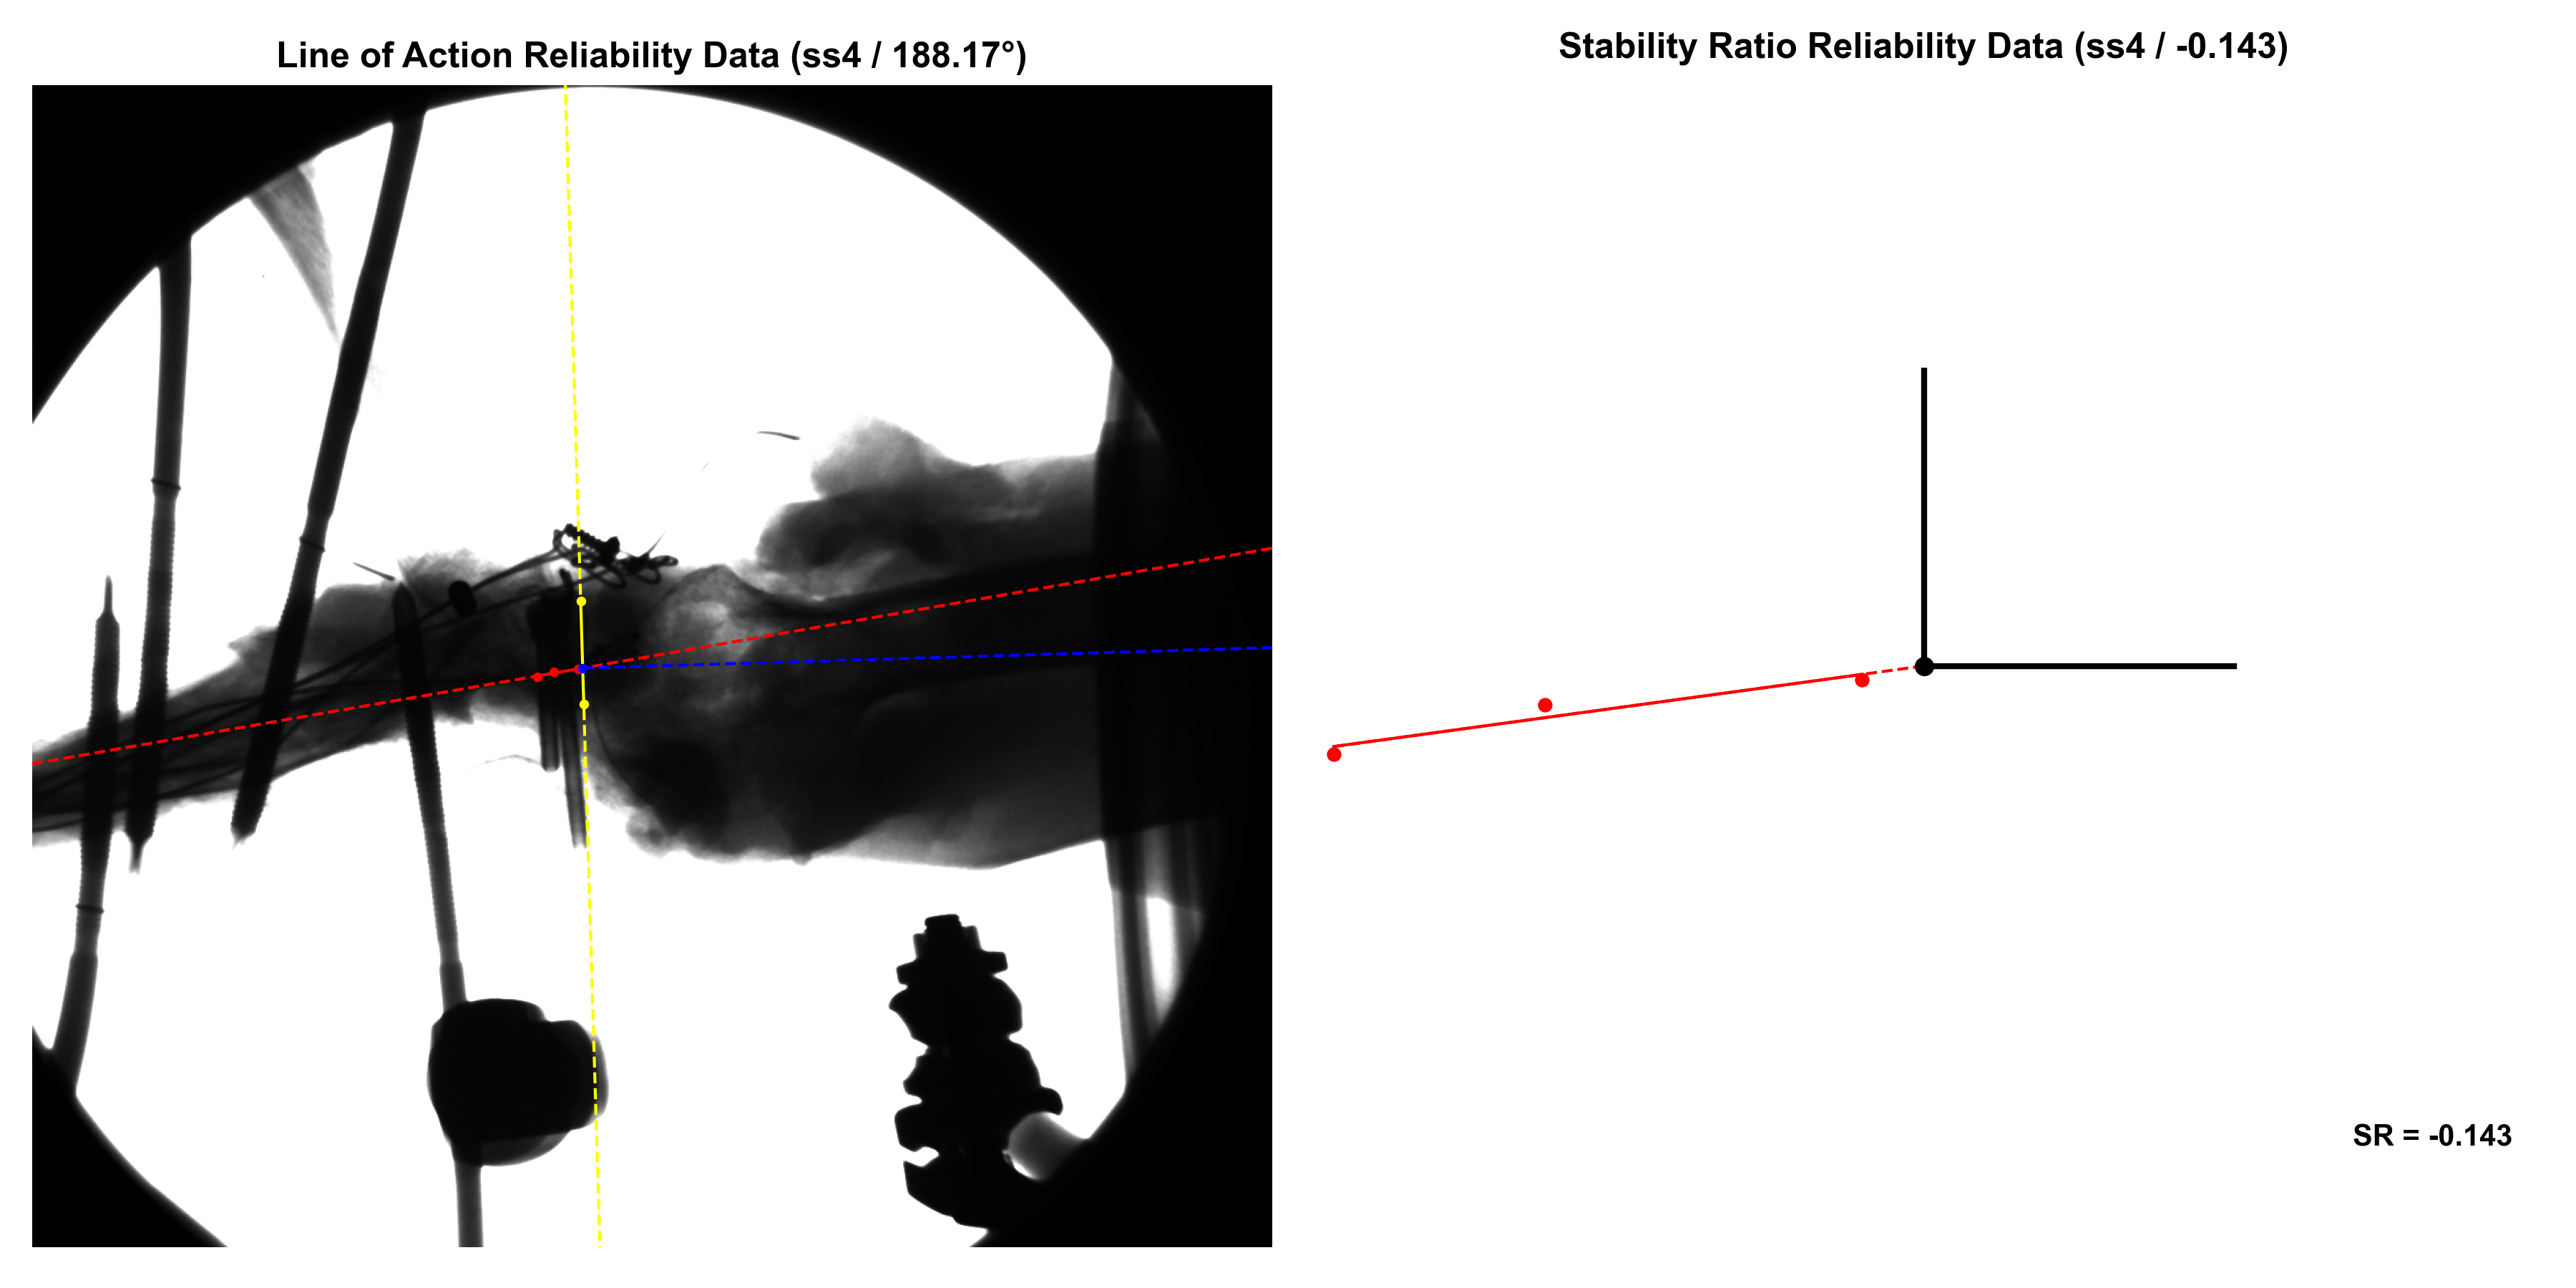 Line of Action Reliability Data (ss4 / 188.17°)
Stability Ratio Reliability Data (ss4 / -0.143)
SR = -0.143